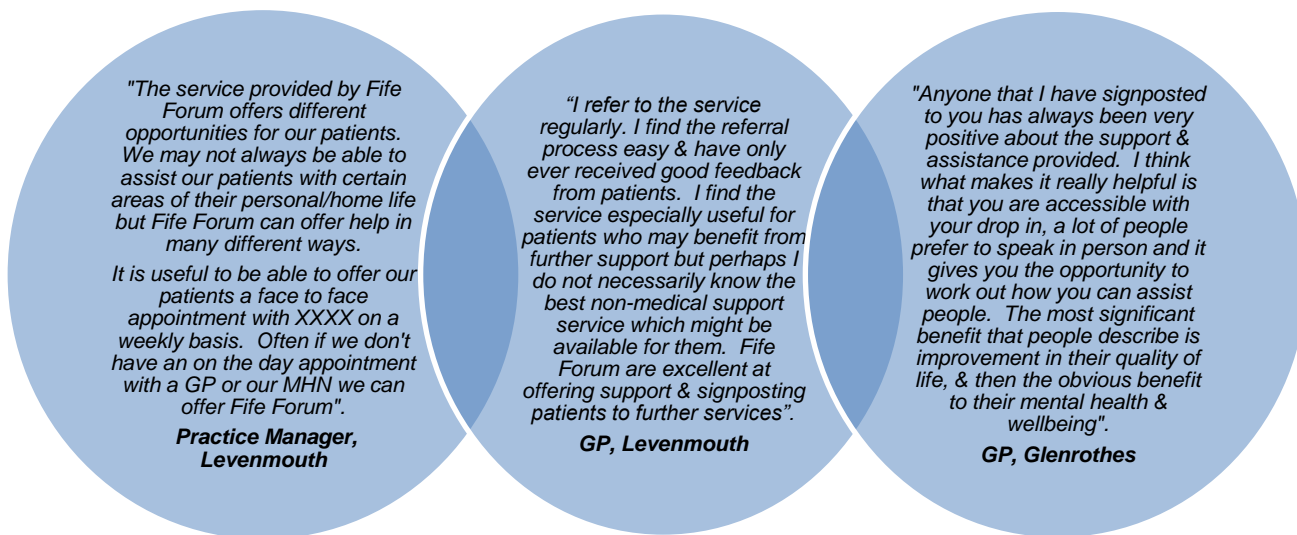 "The service provided by Fife
Forum offers different
opportunities for our patients.
We may not always be able to
assist our patients with certain
areas of their personal/home life
but Fife Forum can offer help in
many different ways.
It is useful to be able to offer our
patients a face to face
appointment with XXXX on a
weekly basis.  Often if we don't
have an on the day appointment
with a GP or our MHN we can
offer Fife Forum".
Practice Manager,
Levenmouth
“I refer to the service
regularly. I find the referral
process easy & have only
ever received good feedback
from patients.  I find the
service especially useful for
patients who may benefit from
further support but perhaps I
do not necessarily know the
best non-medical support
service which might be
available for them.  Fife
Forum are excellent at
offering support & signposting
patients to further services”.
GP, Levenmouth
"Anyone that I have signposted
to you has always been very
positive about the support &
assistance provided.  I think
what makes it really helpful is
that you are accessible with
your drop in, a lot of people
prefer to speak in person and it
gives you the opportunity to
work out how you can assist
people.  The most significant
benefit that people describe is
improvement in their quality of
life, & then the obvious benefit
to their mental health &
wellbeing".
GP, Glenrothes